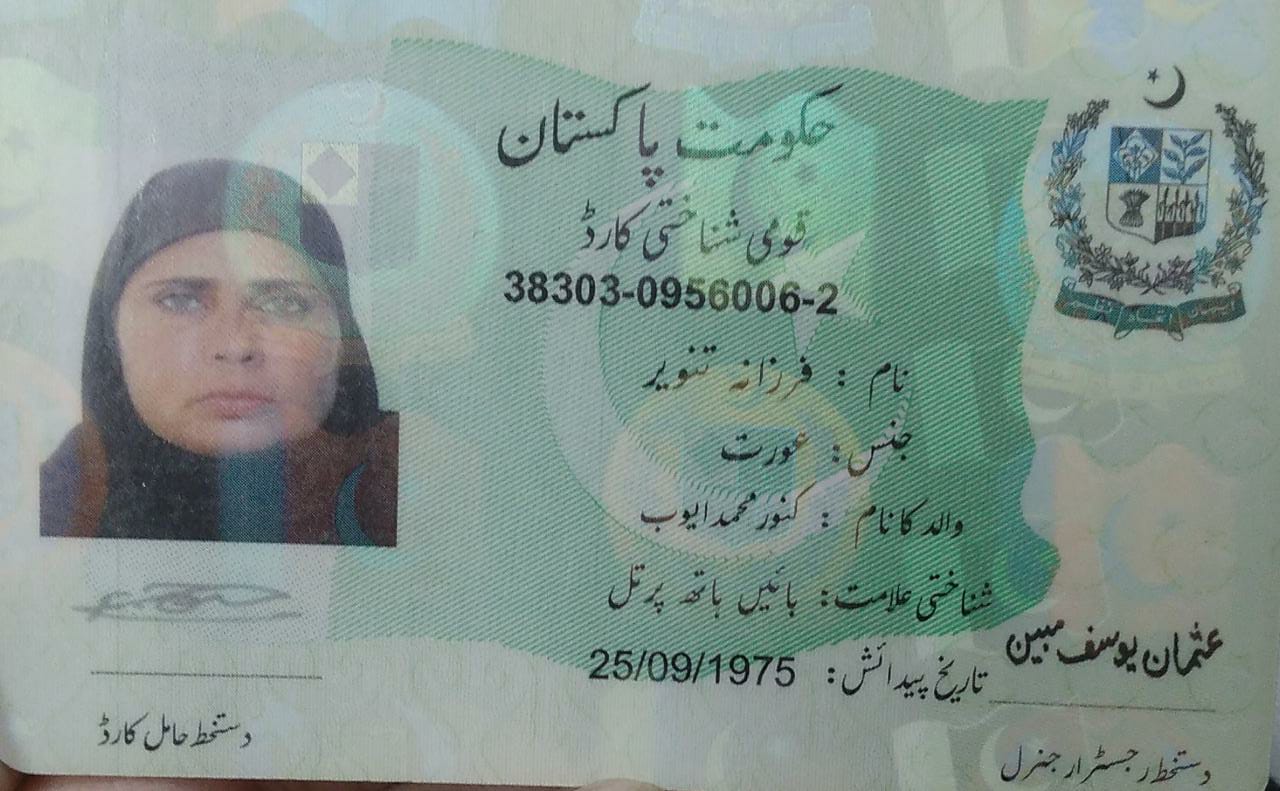 حکومت پاکستان
قومی شناختی کارڈ
38303-0956006-2
نام : فرزانہ تنویر
جنس : عورت
والد کا نام : کنور محمد ایوب
شناختی علامت : بائیں ہاتھ پر تل
تاریخ پیدائش : 25/09/1975
عثمان یوسف مبین
دستخط حامل کارڈ
دستخط رجسٹرار جنرل